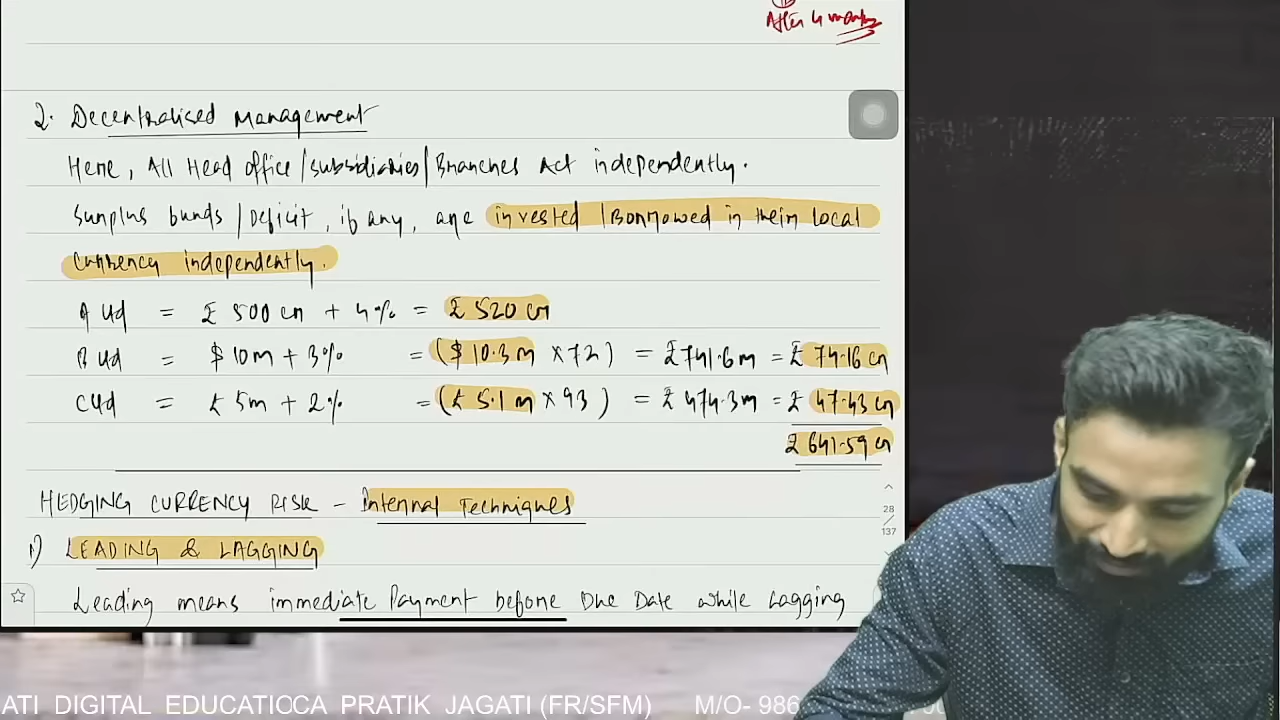 After 4 months
2. Decentralised Management
Here, All Head office/subsidiaries/Branches Act independently.
Surplus funds/Deficit, if any, are invested/Borrowed in their local
currency independently.
A Ltd = ₹ 500 cr + 4% = ₹ 520 cr
B Ltd = $ 10m + 3% = ($ 10.3m × 72) = ₹ 741.6m = ₹ 74.16 cr
C Ltd = £ 5m + 2% = (£ 5.1m × 93) = ₹ 474.3m = ₹ 47.43 cr
₹ 641.59 cr
HEDGING CURRENCY RISK - Internal Techniques
28
/
137
1) LEADING & LAGGING
Leading means immediate Payment before Due Date while Lagging
ATI DIGITAL EDUCATIOCA PRATIK JAGATI (FR/SFM) M/O- 986